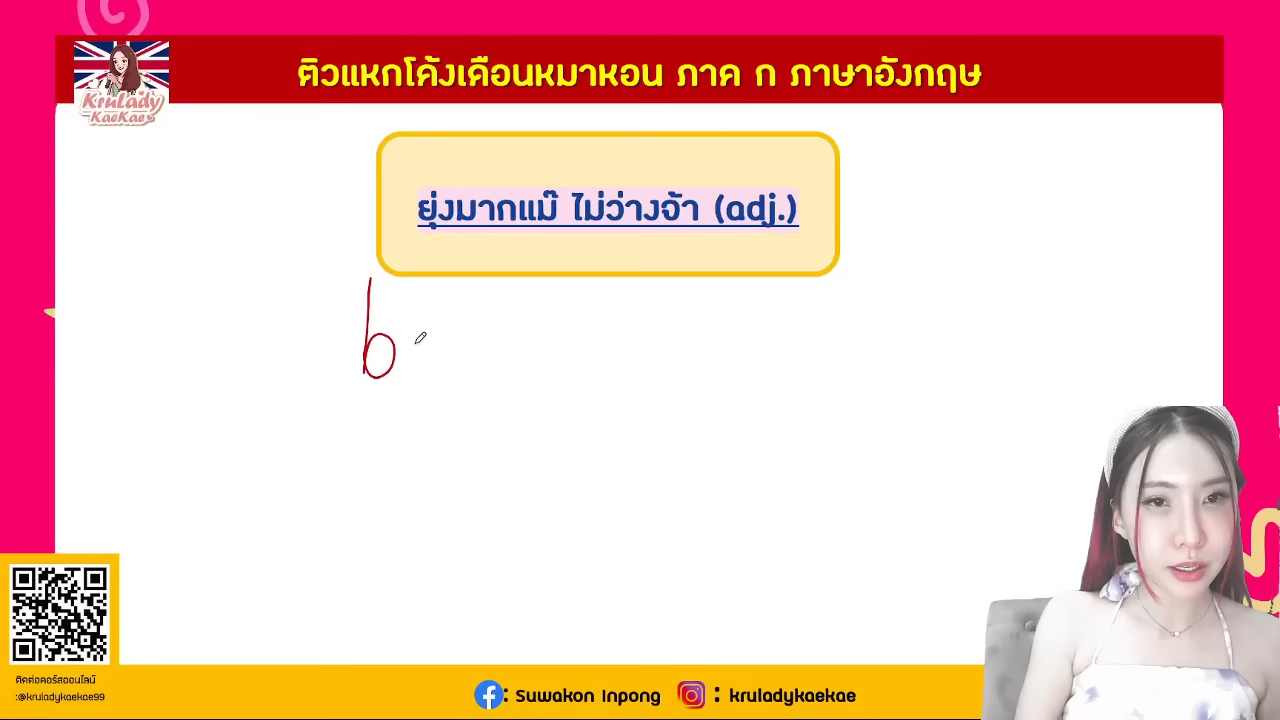 ติวแหกโค้งเดือนหมาหอน ภาค ก ภาษาอังกฤษ
KruLady
KaeKae
ยุ่งมากแม๊ ไม่ว่างจ้า (adj.)
b
ติดต่อคอร์สออนไลน์
:@kruladykaekae99
: Suwakon Inpong : kruladykaekae